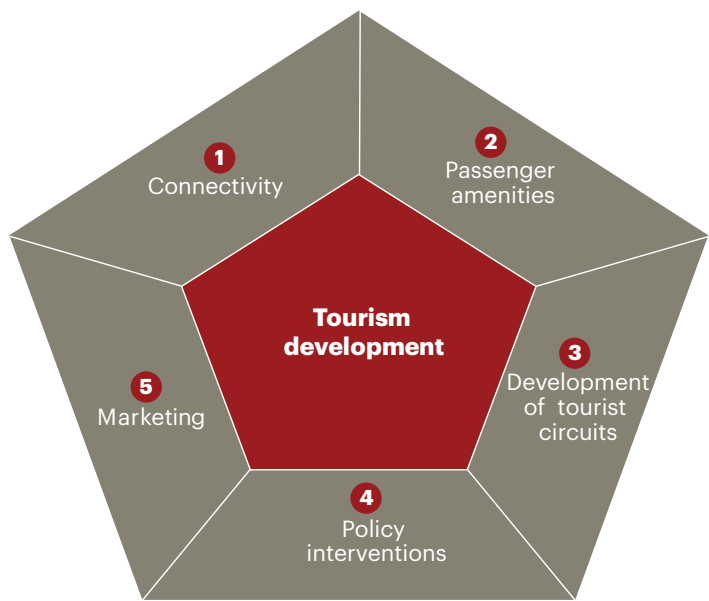 1
Connectivity
2
Passenger
amenities
Tourism
development
3
Development
of tourist
circuits
4
Policy
interventions
5
Marketing